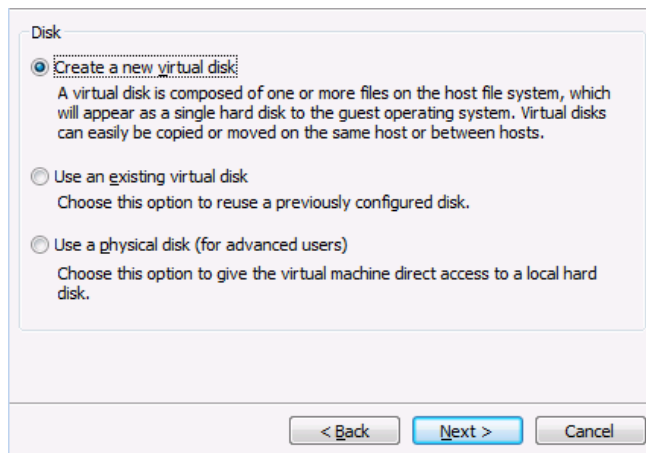 Disk
Create a new virtual disk
A virtual disk is composed of one or more files on the host file system, which
will appear as a single hard disk to the guest operating system. Virtual disks
can easily be copied or moved on the same host or between hosts.
Use an existing virtual disk
Choose this option to reuse a previously configured disk.
Use a physical disk (for advanced users)
Choose this option to give the virtual machine direct access to a local hard
disk.
< Back Next > Cancel